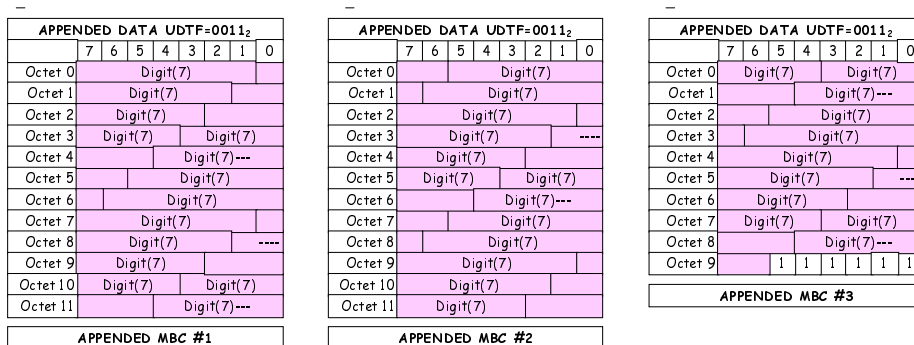 APPENDED DATA UDTF=0011₂
7 6 5 4 3 2 1 0
Octet 0 Digit(7)
Octet 1 Digit(7)
Octet 2 Digit(7)
Octet 3 Digit(7) Digit(7)
Octet 4 Digit(7)---
Octet 5 Digit(7)
Octet 6 Digit(7)
Octet 7 Digit(7)
Octet 8 Digit(7) ----
Octet 9 Digit(7)
Octet 10 Digit(7) Digit(7)
Octet 11 Digit(7)---
APPENDED MBC #1
APPENDED DATA UDTF=0011₂
7 6 5 4 3 2 1 0
Octet 0 Digit(7)
Octet 1 Digit(7)
Octet 2 Digit(7)
Octet 3 Digit(7) ----
Octet 4 Digit(7)
Octet 5 Digit(7) Digit(7)
Octet 6 Digit(7)---
Octet 7 Digit(7)
Octet 8 Digit(7)
Octet 9 Digit(7)
Octet 10 Digit(7)
Octet 11 Digit(7)
APPENDED MBC #2
APPENDED DATA UDTF=0011₂
7 6 5 4 3 2 1 0
Octet 0 Digit(7) Digit(7)
Octet 1 Digit(7)---
Octet 2 Digit(7)
Octet 3 Digit(7)
Octet 4 Digit(7)
Octet 5 Digit(7) ---
Octet 6 Digit(7)
Octet 7 Digit(7) Digit(7)
Octet 8 Digit(7)---
Octet 9 1 1 1 1 1 1
APPENDED MBC #3